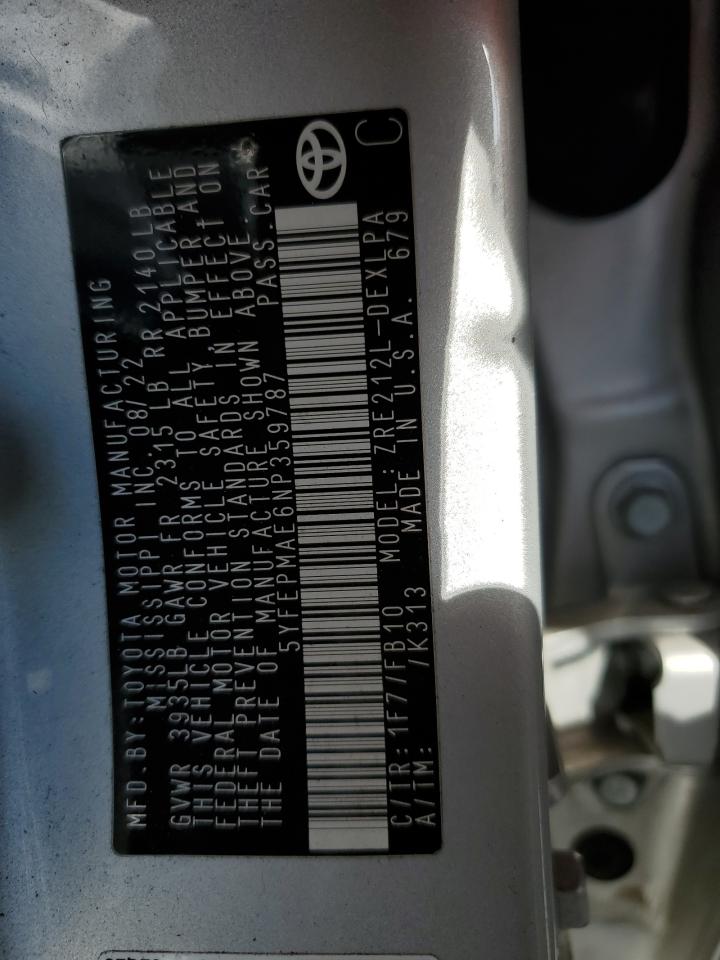 MFD.BY:TOYOTA MOTOR MANUFACTURING
MISSISSIPPI INC. 08/22
GVWR 3935LB GAWR FR 2315 LB RR 2140LB
THIS VEHICLE CONFORMS TO ALL APPLICABLE
FEDERAL MOTOR VEHICLE SAFETY BUMPER AND
THEFT PREVENTION STANDARDS IN EFFECT ON
THE DATE OF MANUFACTURE SHOWN ABOVE.
5YFEPMAE6NP359787 PASS.CAR
C/TR:1F7/FB10 MODEL:ZRE212L-DEXLPA
A/TM: /K313 MADE IN U.S.A. 679
C